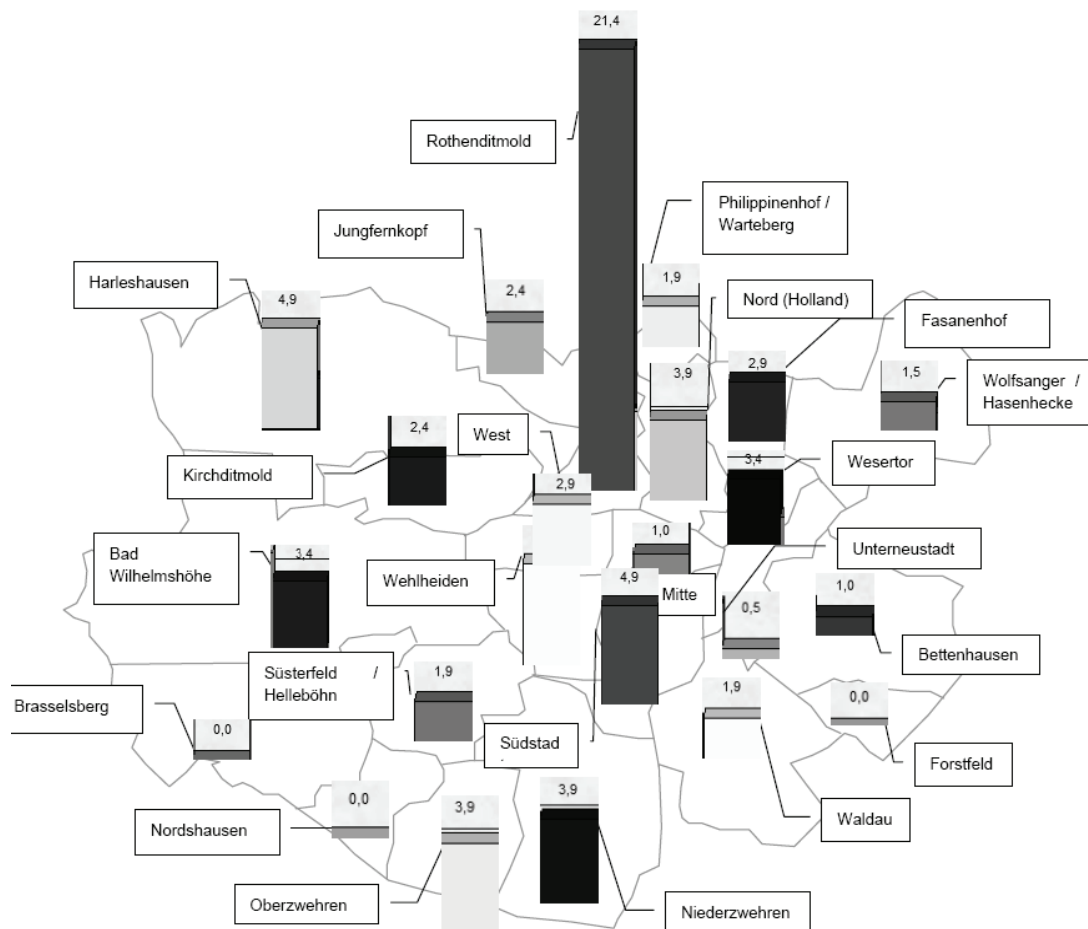 21,4
Rothenditmold
Philippinenhof /
Warteberg
Jungfernkopf
1,9
Harleshausen
2,4
4,9
Nord (Holland)
Fasanenhof
3,9
2,9
1,5
Wolfsanger /
Hasenhecke
2,4
West
Kirchditmold
2,9
3,4
Wesertor
1,0
Unterneustadt
Bad
Wilhelmshöhe
3,4
Wehlheiden
4,9
Mitte
0,5
1,0
Bettenhausen
Süsterfeld /
Helleböhn
1,9
1,9
0,0
Brasselsberg
0,0
Südstad
Forstfeld
0,0
3,9
3,9
Waldau
Nordshausen
Oberzwehren
Niederzwehren